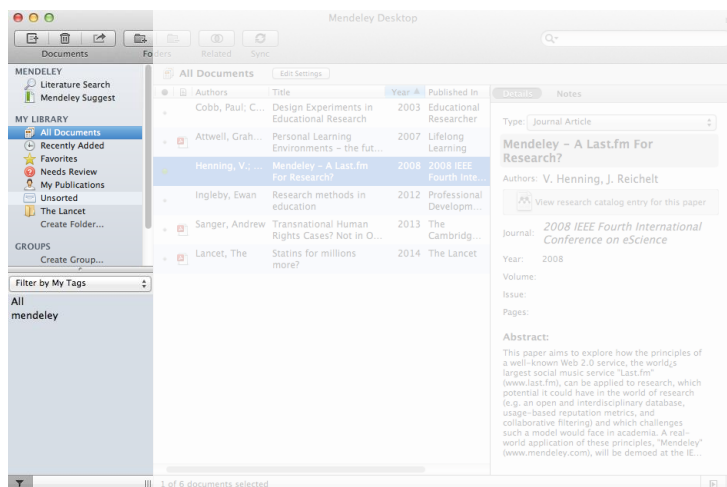 Mendeley Desktop
Documents Folders Related Sync
MENDELEY
Literature Search
Mendeley Suggest
MY LIBRARY
All Documents
Recently Added
Favorites
Needs Review
My Publications
Unsorted
The Lancet
Create Folder...
GROUPS
Create Group...
Filter by My Tags
All
mendeley
All Documents Edit Settings
Authors Title Year Published In
Cobb, Paul; C... Design Experiments in 2003 Educational
Educational Research Researcher
Attwell, Grah... Personal Learning 2007 Lifelong
Environments – the fut... Learning
Henning, V.; ... Mendeley – A Last.fm 2008 2008 IEEE
For Research? Fourth Inte...
Ingleby, Ewan Research methods in 2012 Professional
education Developm...
Sanger, Andrew Transnational Human 2013 The
Rights Cases? Not in O... Cambridg...
Lancet, The Statins for millions 2014 The Lancet
more?
Details Notes
Type: Journal Article
Mendeley – A Last.fm For
Research?
Authors: V. Henning, J. Reichelt
View research catalog entry for this paper
Journal: 2008 IEEE Fourth International
Conference on eScience
Year: 2008
Volume:
Issue:
Pages:
Abstract:
This paper aims to explore how the principles of
a well-known Web 2.0 service, the world¿s
largest social music service "Last.fm"
(www.last.fm), can be applied to research, which
potential it could have in the world of research
(e.g. an open and interdisciplinary database,
usage-based reputation metrics, and
collaborative filtering) and which challenges
such a model would face in academia. A real-
world application of these principles, "Mendeley"
(www.mendeley.com), will be demoed at the IE...
1 of 6 documents selected